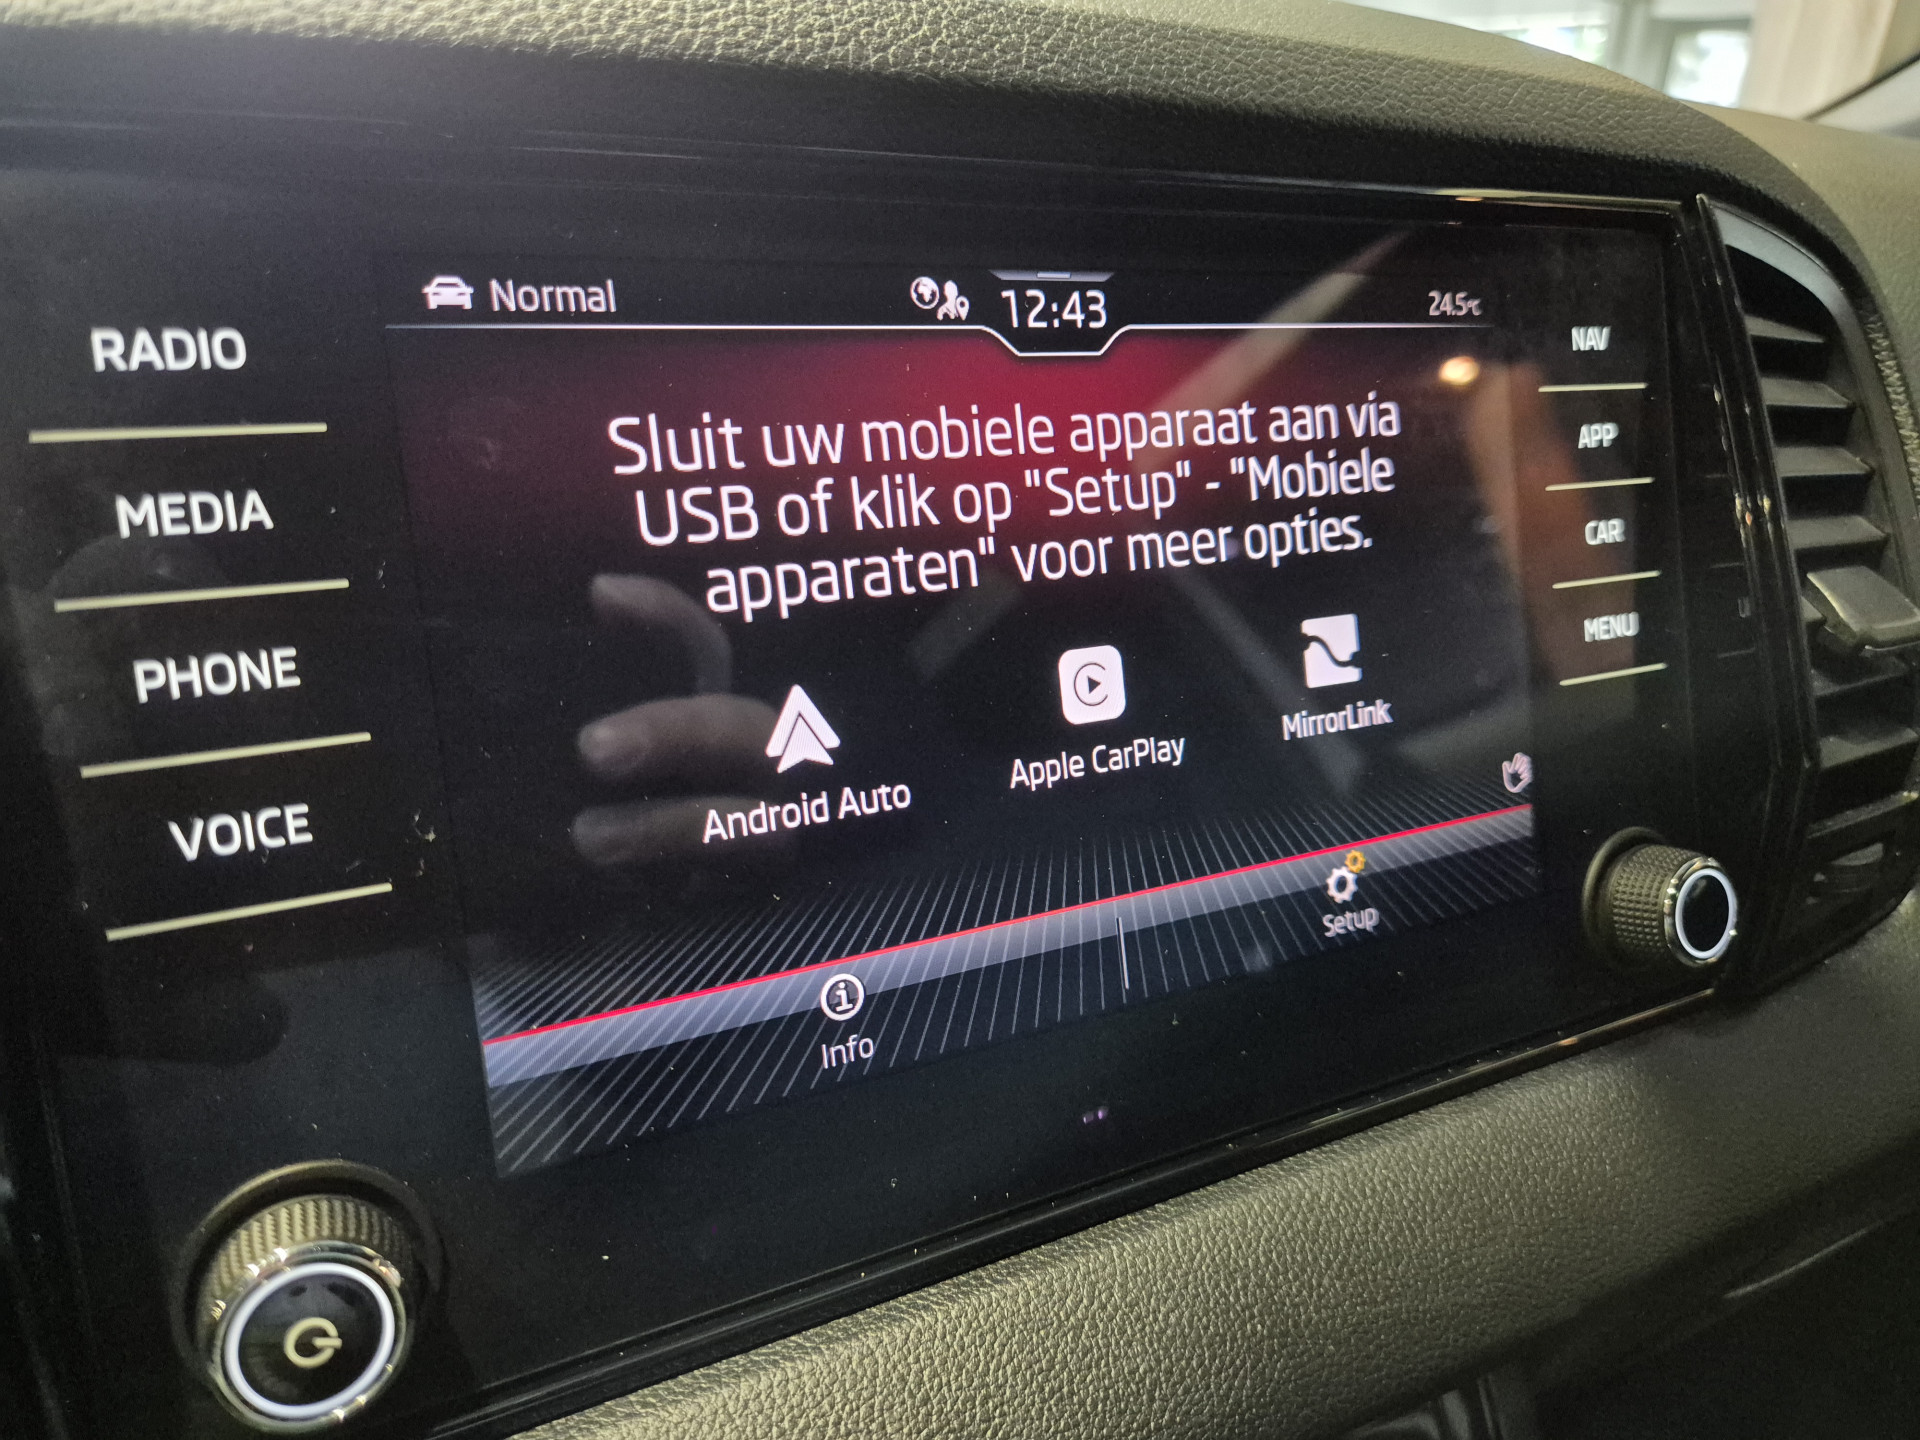 Normal
12:43
24.5°C
RADIO
MEDIA
PHONE
VOICE
Sluit uw mobiele apparaat aan via
USB of klik op "Setup" - "Mobiele
apparaten" voor meer opties.
Android Auto
Apple CarPlay
MirrorLink
Info
Setup
NAV
APP
CAR
MENU